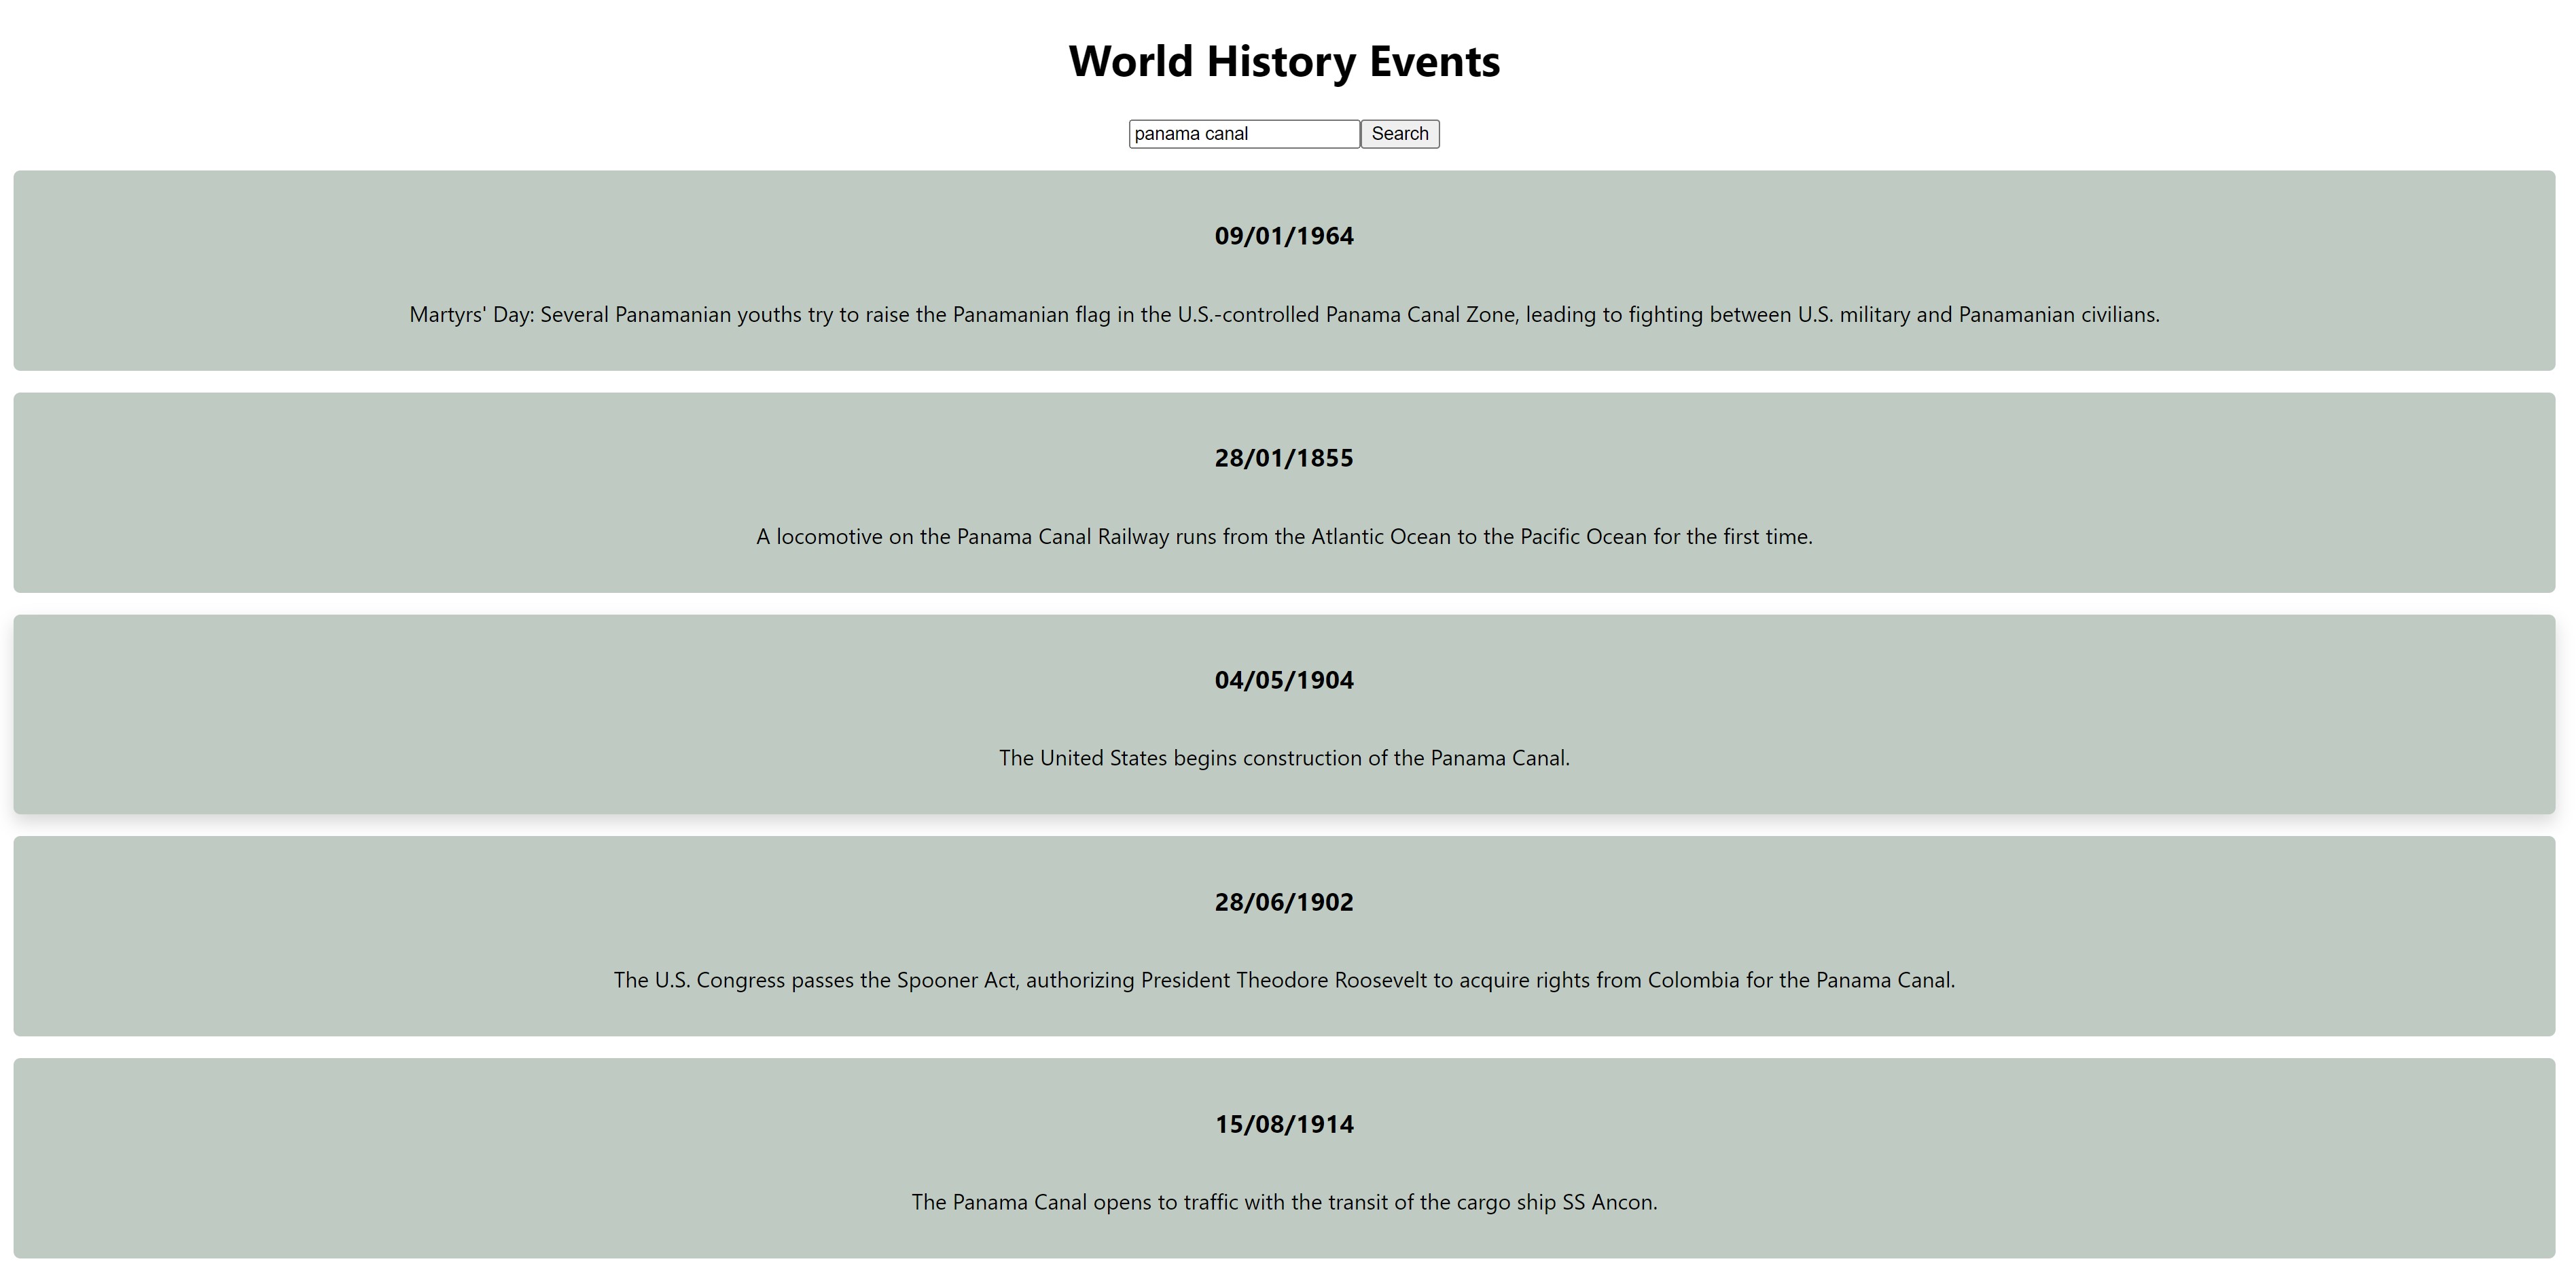 World History Events
panama canal Search
09/01/1964
Martyrs' Day: Several Panamanian youths try to raise the Panamanian flag in the U.S.-controlled Panama Canal Zone, leading to fighting between U.S. military and Panamanian civilians.
28/01/1855
A locomotive on the Panama Canal Railway runs from the Atlantic Ocean to the Pacific Ocean for the first time.
04/05/1904
The United States begins construction of the Panama Canal.
28/06/1902
The U.S. Congress passes the Spooner Act, authorizing President Theodore Roosevelt to acquire rights from Colombia for the Panama Canal.
15/08/1914
The Panama Canal opens to traffic with the transit of the cargo ship SS Ancon.